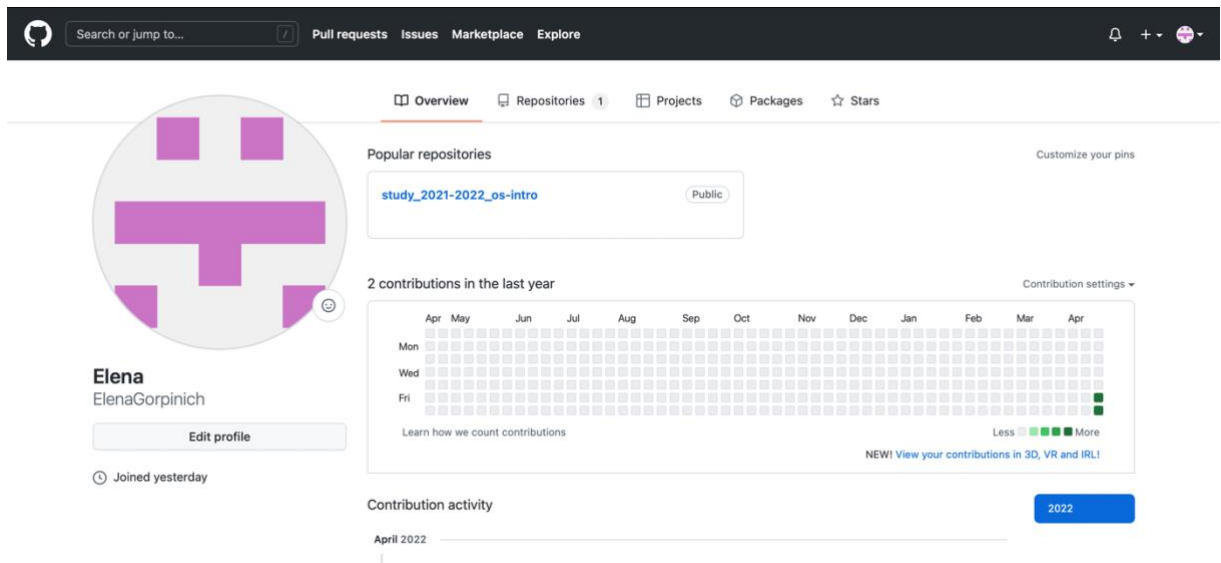 Search or jump to... / Pull requests Issues Marketplace Explore
Overview Repositories 1 Projects Packages Stars
Popular repositories Customize your pins
study_2021-2022_os-intro Public
2 contributions in the last year Contribution settings
Apr May Jun Jul Aug Sep Oct Nov Dec Jan Feb Mar Apr
Mon
Wed
Fri
Learn how we count contributions Less More
NEW! View your contributions in 3D, VR and IRL!
Elena
ElenaGorpinich
Edit profile
Joined yesterday
Contribution activity 2022
April 2022